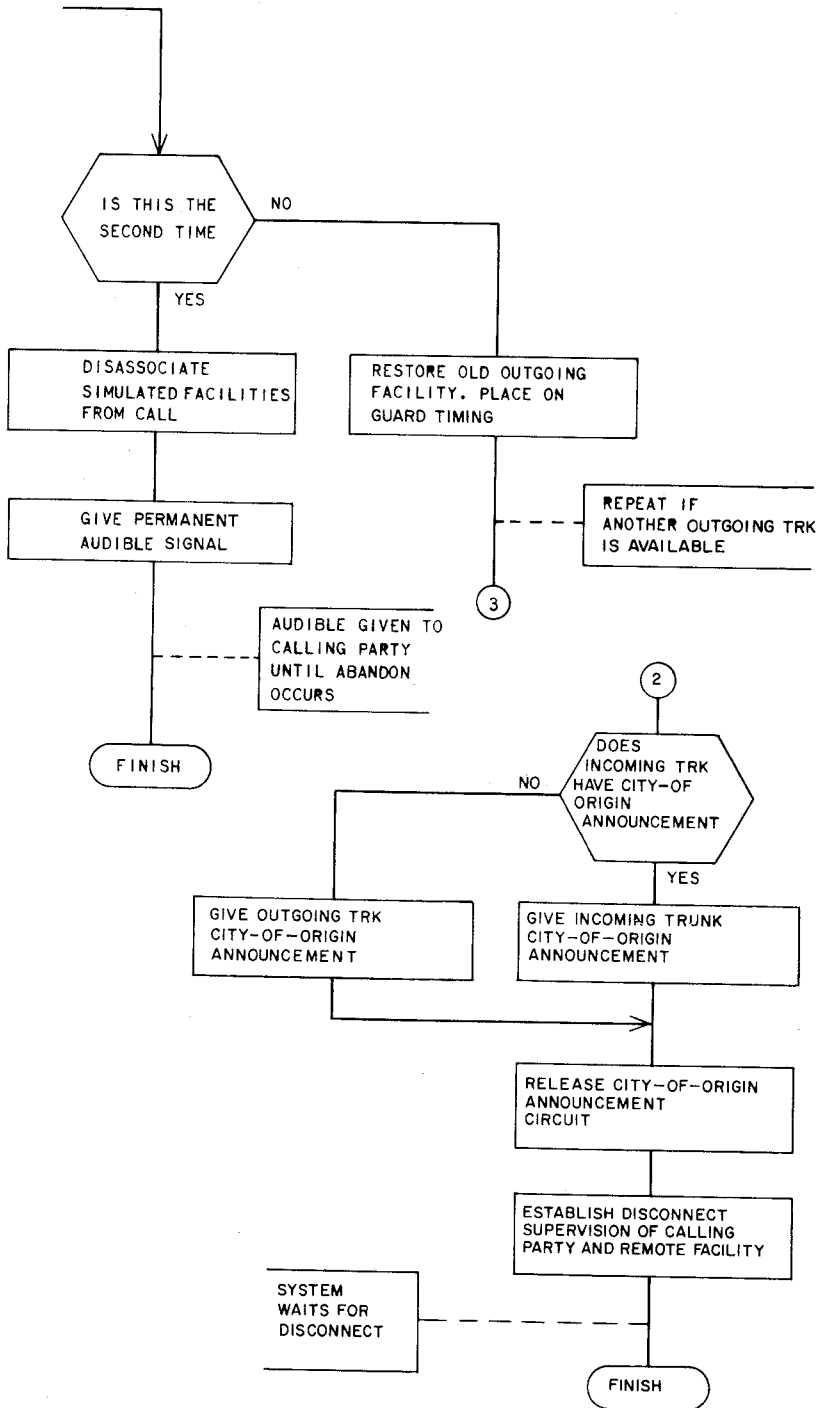 IS THIS THE
SECOND TIME
NO
YES
DISASSOCIATE
SIMULATED FACILITIES
FROM CALL
RESTORE OLD OUTGOING
FACILITY. PLACE ON
GUARD TIMING
GIVE PERMANENT
AUDIBLE SIGNAL
REPEAT IF
ANOTHER OUTGOING TRK
IS AVAILABLE
3
AUDIBLE GIVEN TO
CALLING PARTY
UNTIL ABANDON
OCCURS
FINISH
2
DOES
INCOMING TRK
HAVE CITY-OF
ORIGIN
ANNOUNCEMENT
NO
YES
GIVE OUTGOING TRK
CITY-OF-ORIGIN
ANNOUNCEMENT
GIVE INCOMING TRUNK
CITY-OF-ORIGIN
ANNOUNCEMENT
RELEASE CITY-OF-ORIGIN
ANNOUNCEMENT
CIRCUIT
ESTABLISH DISCONNECT
SUPERVISION OF CALLING
PARTY AND REMOTE FACILITY
SYSTEM
WAITS FOR
DISCONNECT
FINISH